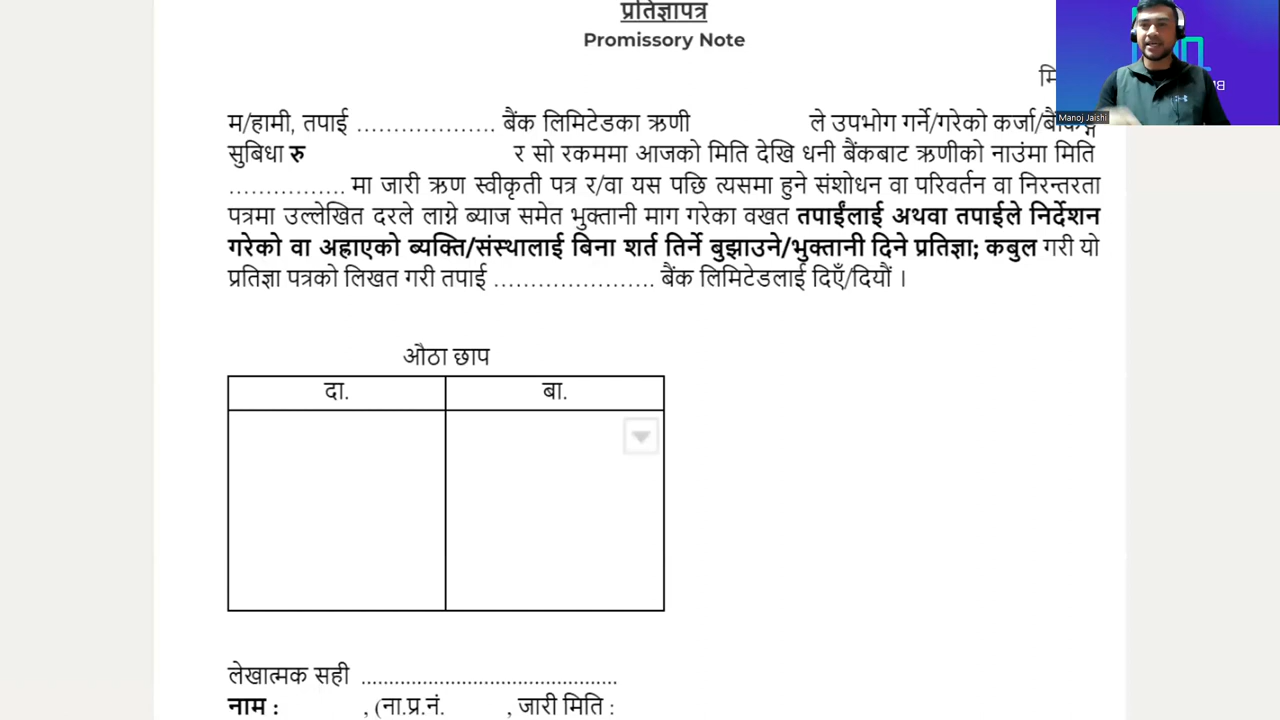 प्रतिज्ञापत्र
Promissory Note
म/हामी, तपाई ................... बैंक लिमिटेडका ऋणी ले उपभोग गर्ने/गरेको
सुबिधा रु र सो रकममा आजको मिति देखि धनी बैंकबाट ऋणीको नाउंमा मिति
................ मा जारी ऋण स्वीकृती पत्र र/वा यस पछि त्यसमा हुने संशोधन वा परिवर्तन वा निरन्तरता
पत्रमा उल्लेखित दरले लाग्ने ब्याज समेत भुक्तानी माग गरेका वखत तपाईंलाई अथवा तपाईले निर्देशन
गरेको वा अह्राएको ब्यक्ति/संस्थालाई बिना शर्त तिर्ने बुझाउने/भुक्तानी दिने प्रतिज्ञा; कबुल गरी यो
प्रतिज्ञा पत्रको लिखत गरी तपाई ...................... बैंक लिमिटेडलाई दिएँ/दियौं ।
औठा छाप
दा. बा.
लेखात्मक सही .............................................
नाम : , (ना.प्र.नं. , जारी मिति :
Manoj Jaishi